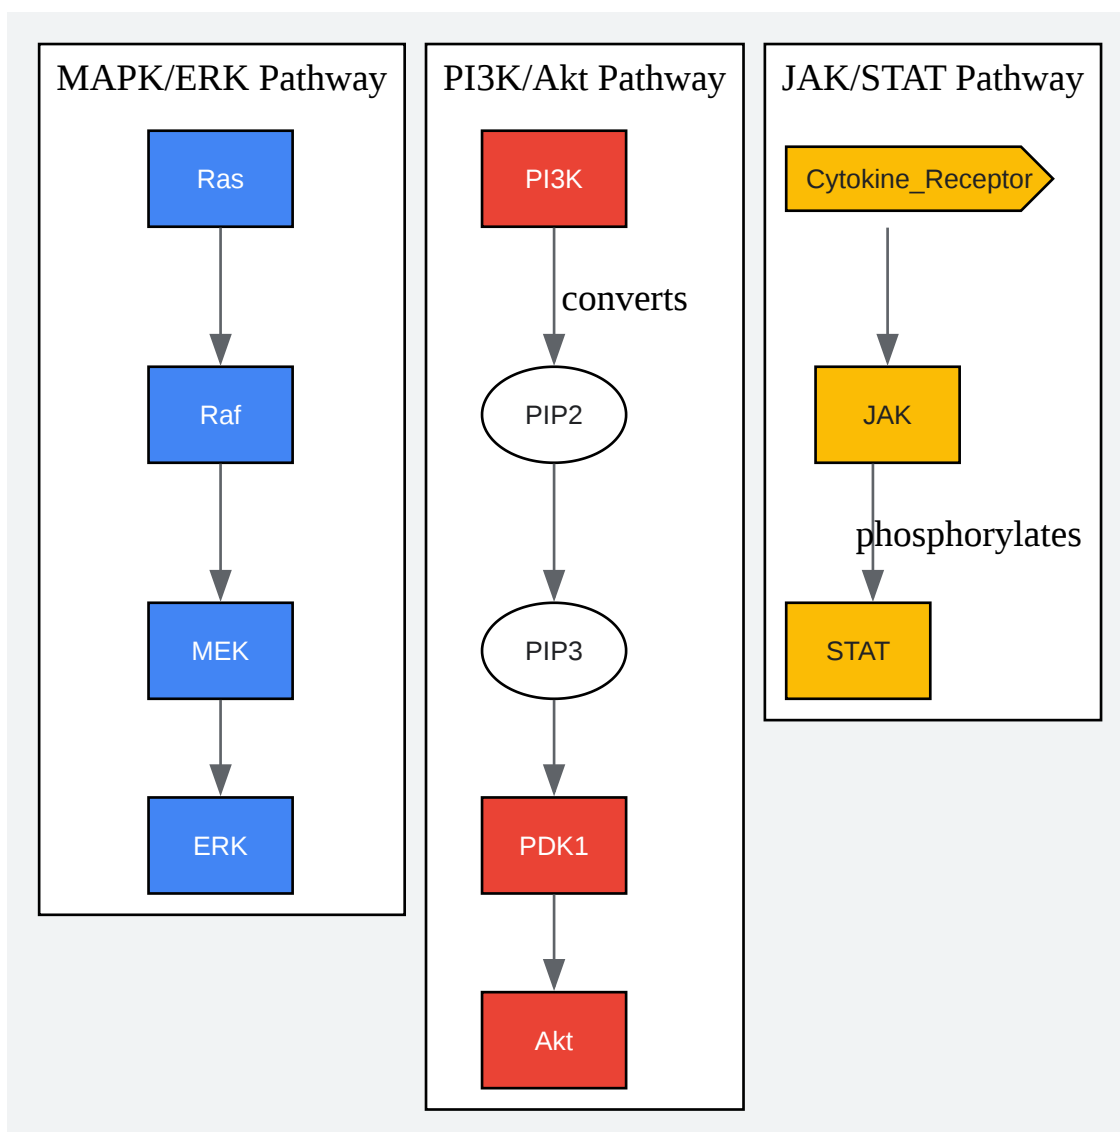 MAPK/ERK Pathway
Ras
Raf
MEK
ERK
PI3K/Akt Pathway
PI3K
converts
PIP2
PIP3
PDK1
Akt
JAK/STAT Pathway
Cytokine_Receptor
JAK
phosphorylates
STAT